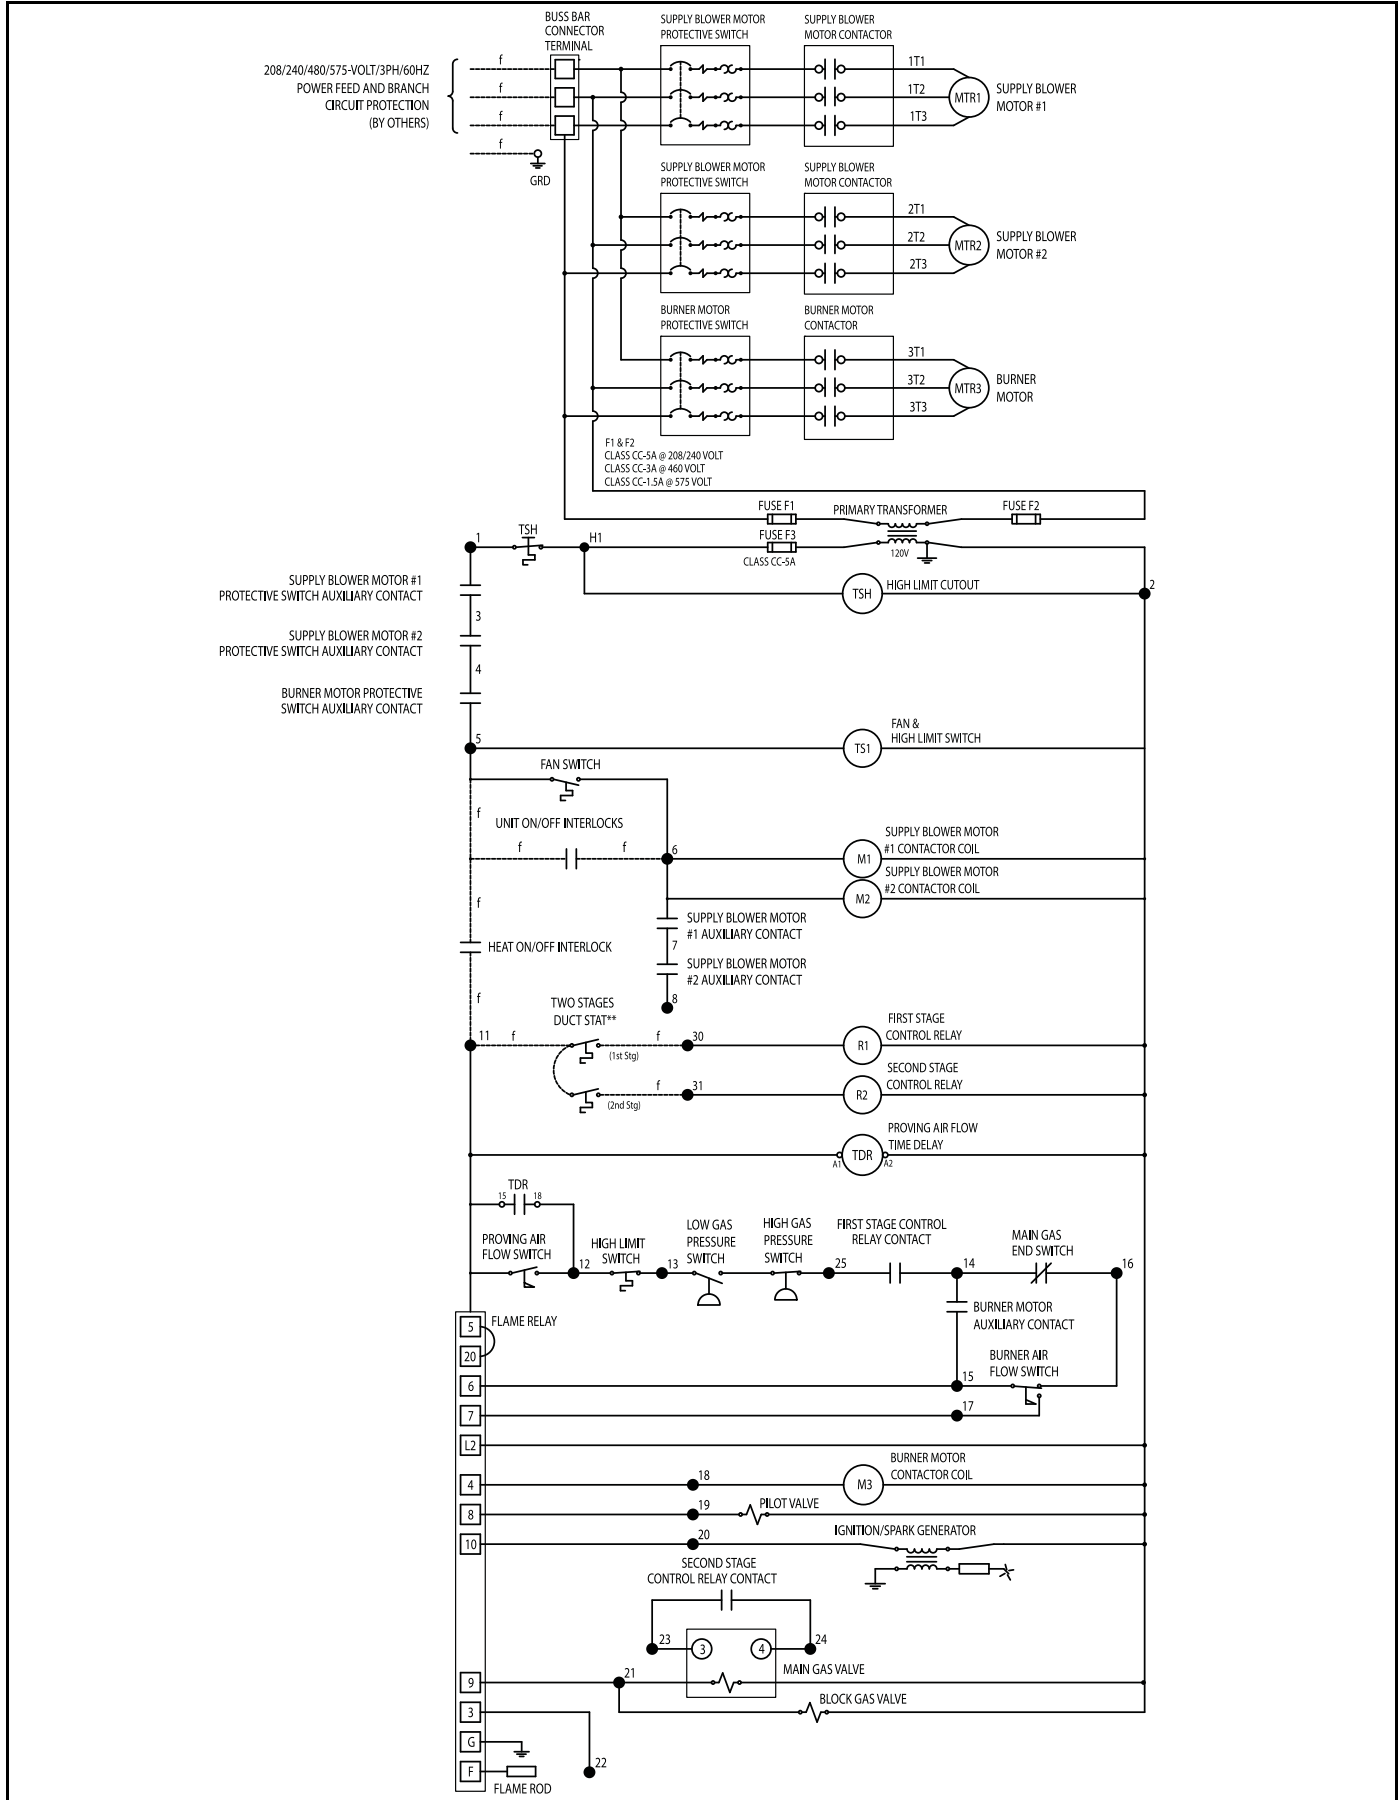 BUSS BAR
CONNECTOR
TERMINAL
SUPPLY BLOWER MOTOR
PROTECTIVE SWITCH
SUPPLY BLOWER
MOTOR CONTACTOR
208/240/480/575-VOLT/3PH/60HZ
POWER FEED AND BRANCH
CIRCUIT PROTECTION
(BY OTHERS)
f
f
f
f
GRD
1T1
1T2
1T3
MTR1
SUPPLY BLOWER
MOTOR #1
SUPPLY BLOWER MOTOR
PROTECTIVE SWITCH
SUPPLY BLOWER
MOTOR CONTACTOR
2T1
2T2
2T3
MTR2
SUPPLY BLOWER
MOTOR #2
BURNER MOTOR
PROTECTIVE SWITCH
BURNER MOTOR
CONTACTOR
3T1
3T2
3T3
MTR3
BURNER
MOTOR
F1 & F2
CLASS CC-5A @ 208/240 VOLT
CLASS CC-3A @ 460 VOLT
CLASS CC-1.5A @ 575 VOLT
FUSE F1
PRIMARY TRANSFORMER
FUSE F2
1
TSH
H1
FUSE F3
CLASS CC-5A
120V
TSH
HIGH LIMIT CUTOUT
2
SUPPLY BLOWER MOTOR #1
PROTECTIVE SWITCH AUXILIARY CONTACT
3
SUPPLY BLOWER MOTOR #2
PROTECTIVE SWITCH AUXILIARY CONTACT
4
BURNER MOTOR PROTECTIVE
SWITCH AUXILIARY CONTACT
5
TS1
FAN &
HIGH LIMIT SWITCH
FAN SWITCH
f
UNIT ON/OFF INTERLOCKS
f
f
6
M1
SUPPLY BLOWER MOTOR
#1 CONTACTOR COIL
M2
SUPPLY BLOWER MOTOR
#2 CONTACTOR COIL
f
SUPPLY BLOWER MOTOR
#1 AUXILIARY CONTACT
7
HEAT ON/OFF INTERLOCK
SUPPLY BLOWER MOTOR
#2 AUXILIARY CONTACT
8
f
TWO STAGES
DUCT STAT**
11
f
(1st Stg)
f
30
R1
FIRST STAGE
CONTROL RELAY
(2nd Stg)
f
31
R2
SECOND STAGE
CONTROL RELAY
A1
TDR
A2
PROVING AIR FLOW
TIME DELAY
TDR
15
18
PROVING AIR
FLOW SWITCH
12
HIGH LIMIT
SWITCH
13
LOW GAS
PRESSURE
SWITCH
HIGH GAS
PRESSURE
SWITCH
25
FIRST STAGE CONTROL
RELAY CONTACT
14
MAIN GAS
END SWITCH
16
BURNER MOTOR
AUXILIARY CONTACT
5
FLAME RELAY
20
BURNER AIR
FLOW SWITCH
6
15
7
17
L2
4
18
M3
BURNER MOTOR
CONTACTOR COIL
8
19
PILOT VALVE
10
20
IGNITION/SPARK GENERATOR
SECOND STAGE
CONTROL RELAY CONTACT
23
3
4
24
9
21
MAIN GAS VALVE
3
BLOCK GAS VALVE
G
22
F
FLAME ROD